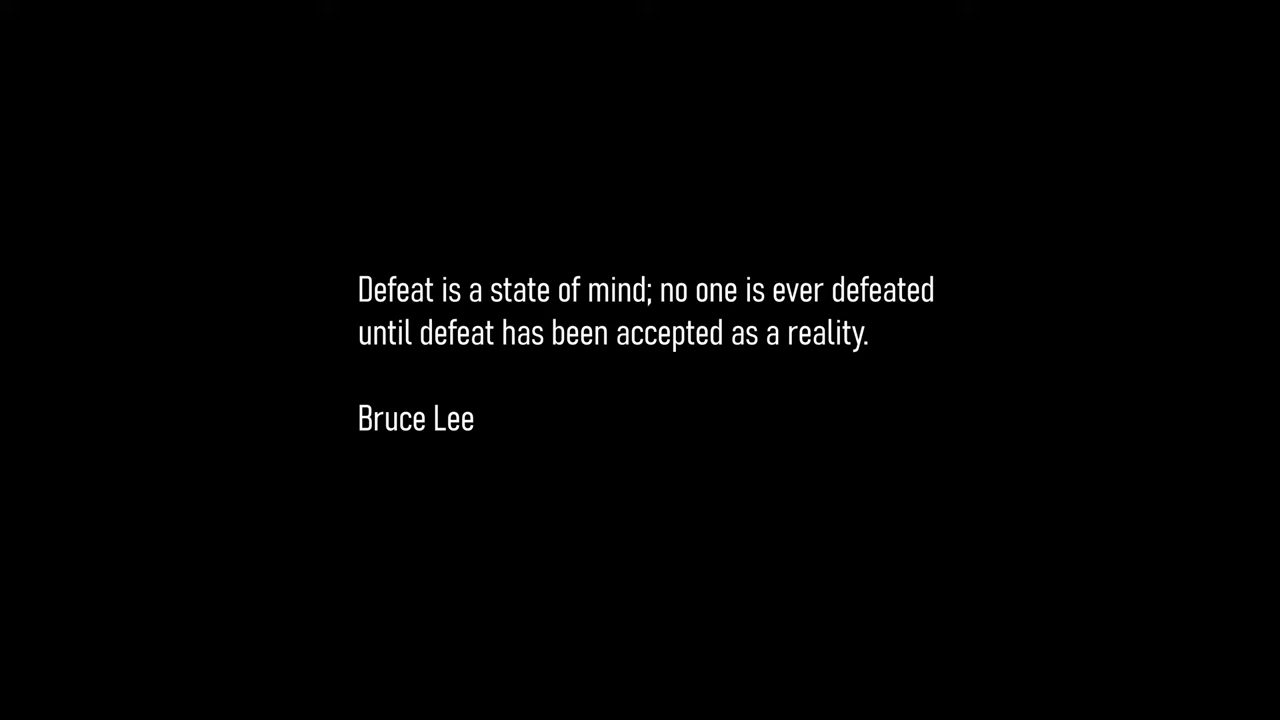 Defeat is a state of mind; no one is ever defeated
until defeat has been accepted as a reality.
Bruce Lee